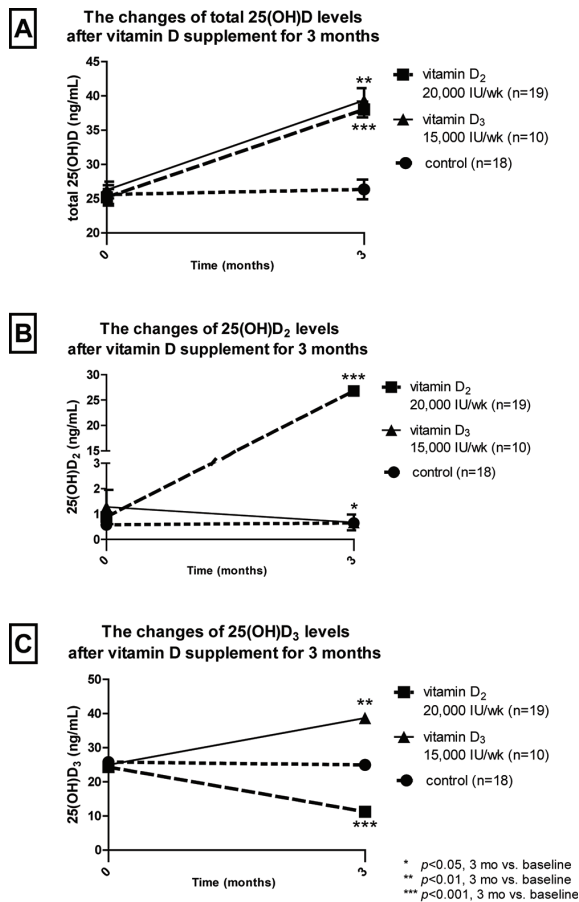 A
The changes of total 25(OH)D levels
after vitamin D supplement for 3 months
45
40
35
30
25
20
total 25(OH)D (ng/mL)
**
***
0
3
Time (months)
vitamin D2
20,000 IU/wk (n=19)
vitamin D3
15,000 IU/wk (n=10)
control (n=18)
B
The changes of 25(OH)D2 levels
after vitamin D supplement for 3 months
30
25
20
15
3
2
1
0
25(OH)D2 (ng/mL)
***
*
0
3
Time (months)
vitamin D2
20,000 IU/wk (n=19)
vitamin D3
15,000 IU/wk (n=10)
control (n=18)
C
The changes of 25(OH)D3 levels
after vitamin D supplement for 3 months
50
40
30
20
10
0
25(OH)D3 (ng/mL)
**
***
0
3
Time (months)
vitamin D2
20,000 IU/wk (n=19)
vitamin D3
15,000 IU/wk (n=10)
control (n=18)
* p<0.05, 3 mo vs. baseline
** p<0.01, 3 mo vs. baseline
*** p<0.001, 3 mo vs. baseline